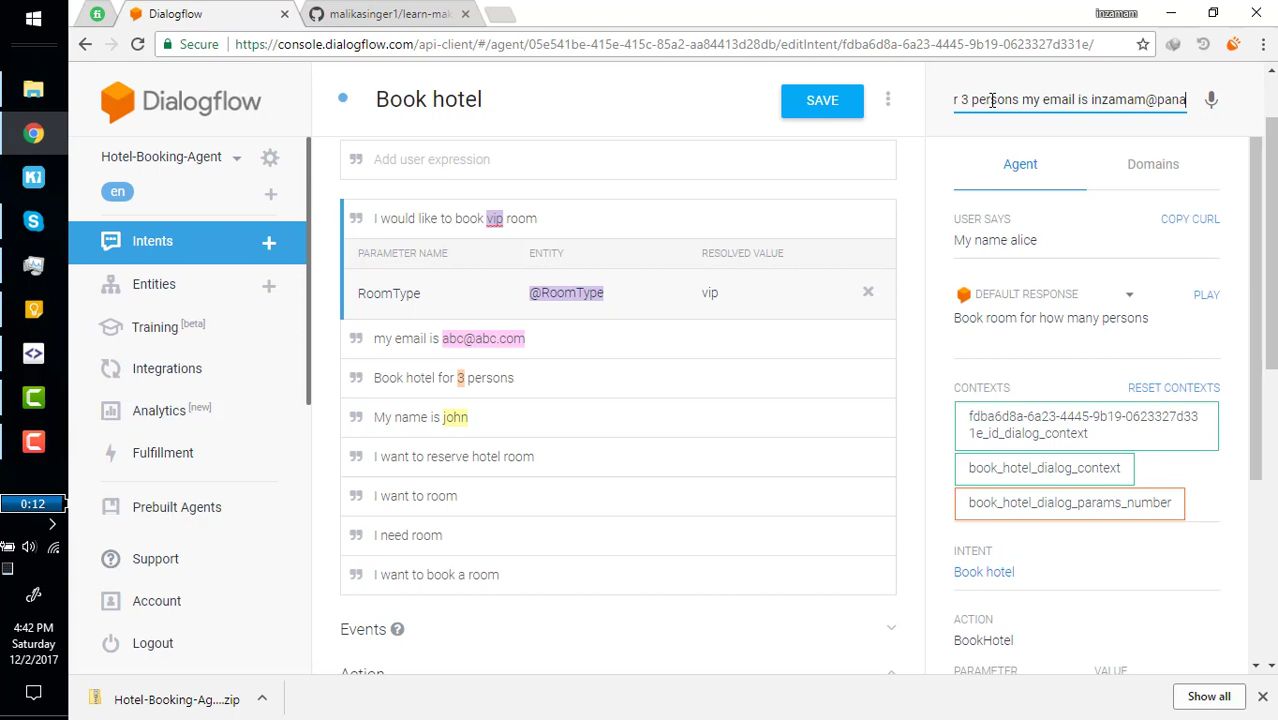 Dialogflow
malikasinger1/learn-mak
inzamam
Secure
https://console.dialogflow.com/api-client/#/agent/05e541be-415e-415c-85a2-aa84413d28db/editIntent/fdba6d8a-6a23-4445-9b19-0623327d331e/
Dialogflow
Book hotel
SAVE
r 3 persons my email is inzamam@pana
Hotel-Booking-Agent
en
Intents
Entities
Training [beta]
Integrations
Analytics [new]
Fulfillment
Prebuilt Agents
Support
Account
Logout
Add user expression
I would like to book vip room
PARAMETER NAME ENTITY RESOLVED VALUE
RoomType @RoomType vip
my email is abc@abc.com
Book hotel for 3 persons
My name is john
I want to reserve hotel room
I want to room
I need room
I want to book a room
Events
Action
Agent Domains
USER SAYS COPY CURL
My name alice
DEFAULT RESPONSE PLAY
Book room for how many persons
CONTEXTS RESET CONTEXTS
fdba6d8a-6a23-4445-9b19-0623327d33
1e_id_dialog_context
book_hotel_dialog_context
book_hotel_dialog_params_number
INTENT
Book hotel
ACTION
BookHotel
PARAMETER VALUE
0:12
4:42 PM
Saturday
12/2/2017
Hotel-Booking-Ag....zip
Show all